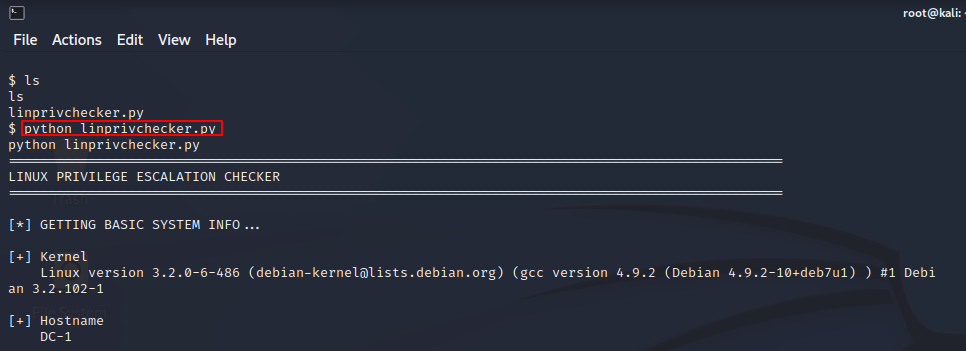 root@kali: ~
File Actions Edit View Help
$ ls
ls
linprivchecker.py
$ python linprivchecker.py
python linprivchecker.py
LINUX PRIVILEGE ESCALATION CHECKER
[*] GETTING BASIC SYSTEM INFO...
[+] Kernel
Linux version 3.2.0-6-486 (debian-kernel@lists.debian.org) (gcc version 4.9.2 (Debian 4.9.2-10+deb7u1) ) #1 Debi
an 3.2.102-1
[+] Hostname
DC-1